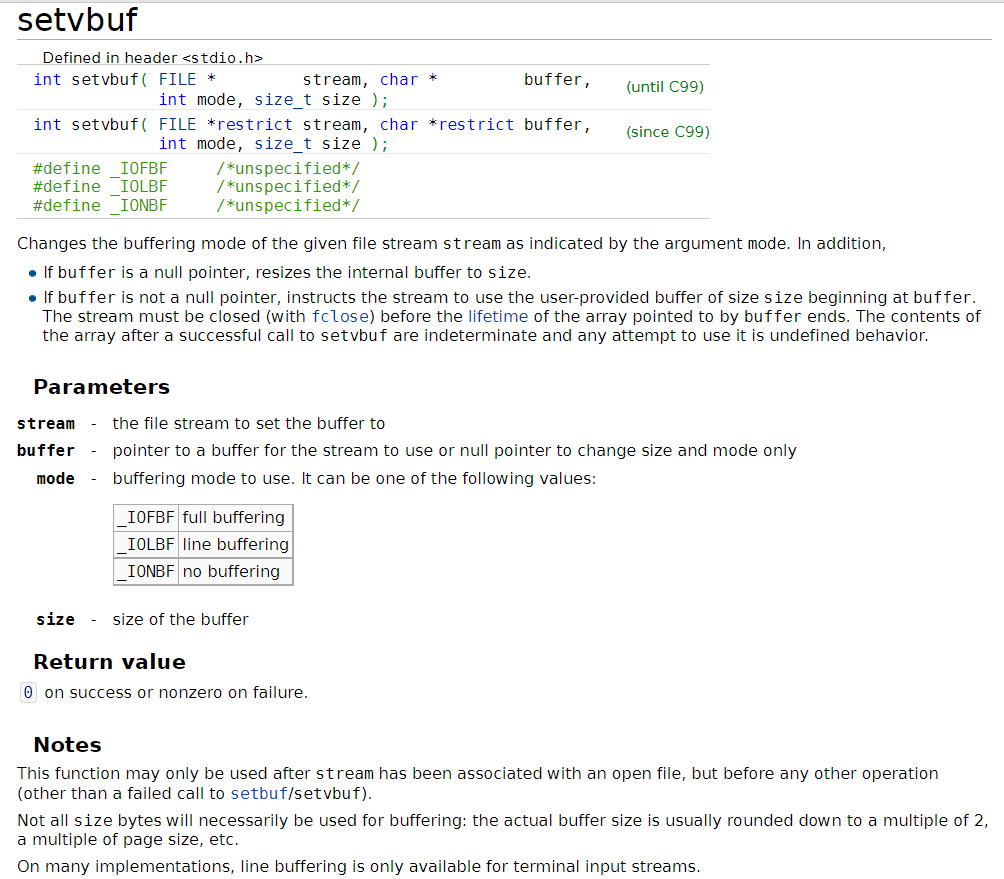 setvbuf
Defined in header <stdio.h>
int setvbuf( FILE *         stream, char *         buffer,
(until C99)
int mode, size_t size );
int setvbuf( FILE *restrict stream, char *restrict buffer,
(since C99)
int mode, size_t size );
#define _IOFBF     /*unspecified*/
#define _IOLBF     /*unspecified*/
#define _IONBF     /*unspecified*/
Changes the buffering mode of the given file stream stream as indicated by the argument mode. In addition,
• If buffer is a null pointer, resizes the internal buffer to size.
• If buffer is not a null pointer, instructs the stream to use the user-provided buffer of size size beginning at buffer.
The stream must be closed (with fclose) before the lifetime of the array pointed to by buffer ends. The contents of
the array after a successful call to setvbuf are indeterminate and any attempt to use it is undefined behavior.
Parameters
stream - the file stream to set the buffer to
buffer - pointer to a buffer for the stream to use or null pointer to change size and mode only
mode - buffering mode to use. It can be one of the following values:
_IOFBF full buffering
_IOLBF line buffering
_IONBF no buffering
size - size of the buffer
Return value
0 on success or nonzero on failure.
Notes
This function may only be used after stream has been associated with an open file, but before any other operation
(other than a failed call to setbuf/setvbuf).
Not all size bytes will necessarily be used for buffering: the actual buffer size is usually rounded down to a multiple of 2,
a multiple of page size, etc.
On many implementations, line buffering is only available for terminal input streams.